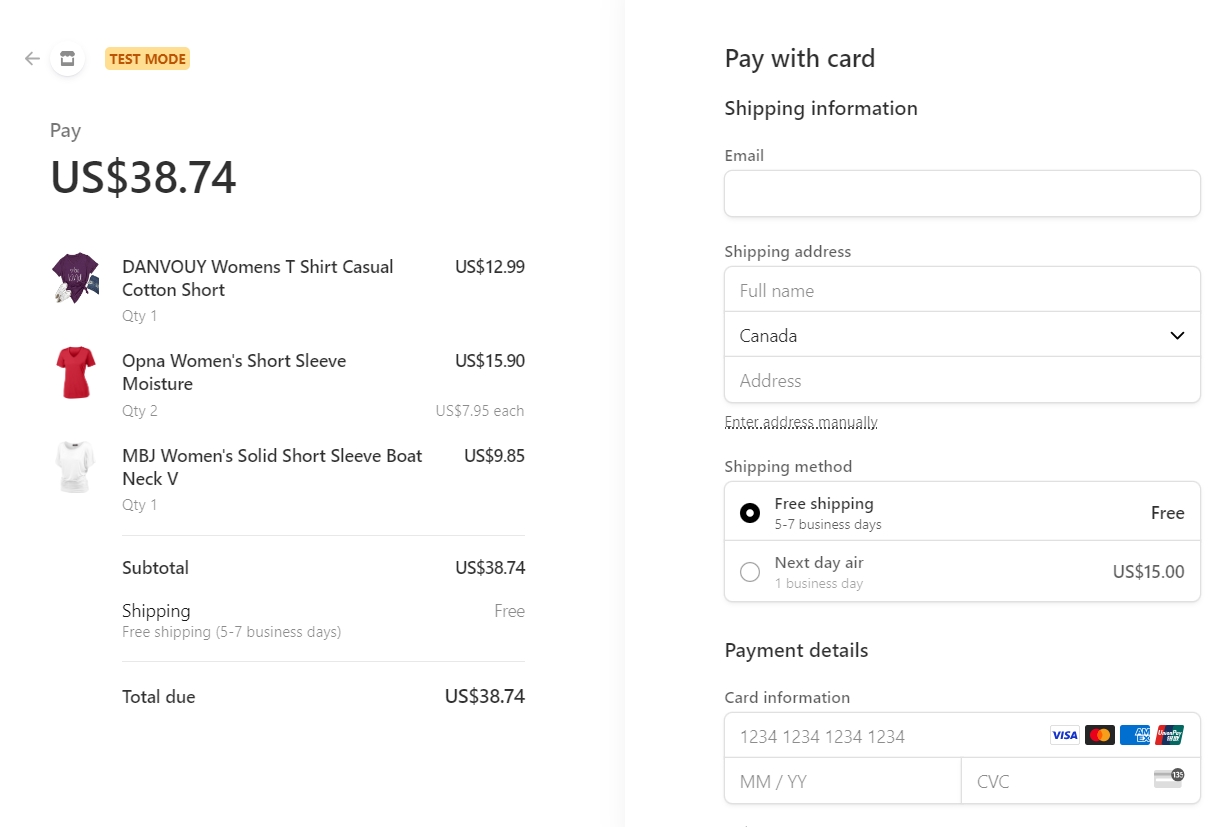 TEST MODE
Pay
US$38.74
DANVOUY Womens T Shirt Casual US$12.99
Cotton Short
Qty 1
Opna Women's Short Sleeve US$15.90
Moisture
Qty 2 US$7.95 each
MBJ Women's Solid Short Sleeve Boat US$9.85
Neck V
Qty 1
Subtotal US$38.74
Shipping Free
Free shipping (5-7 business days)
Total due US$38.74
Pay with card
Shipping information
Email
Shipping address
Full name
Canada
Address
Enter address manually
Shipping method
Free shipping
5-7 business days
Free
Next day air
1 business day
US$15.00
Payment details
Card information
1234 1234 1234 1234 VISA AM EX UnionPay
MM / YY CVC 135